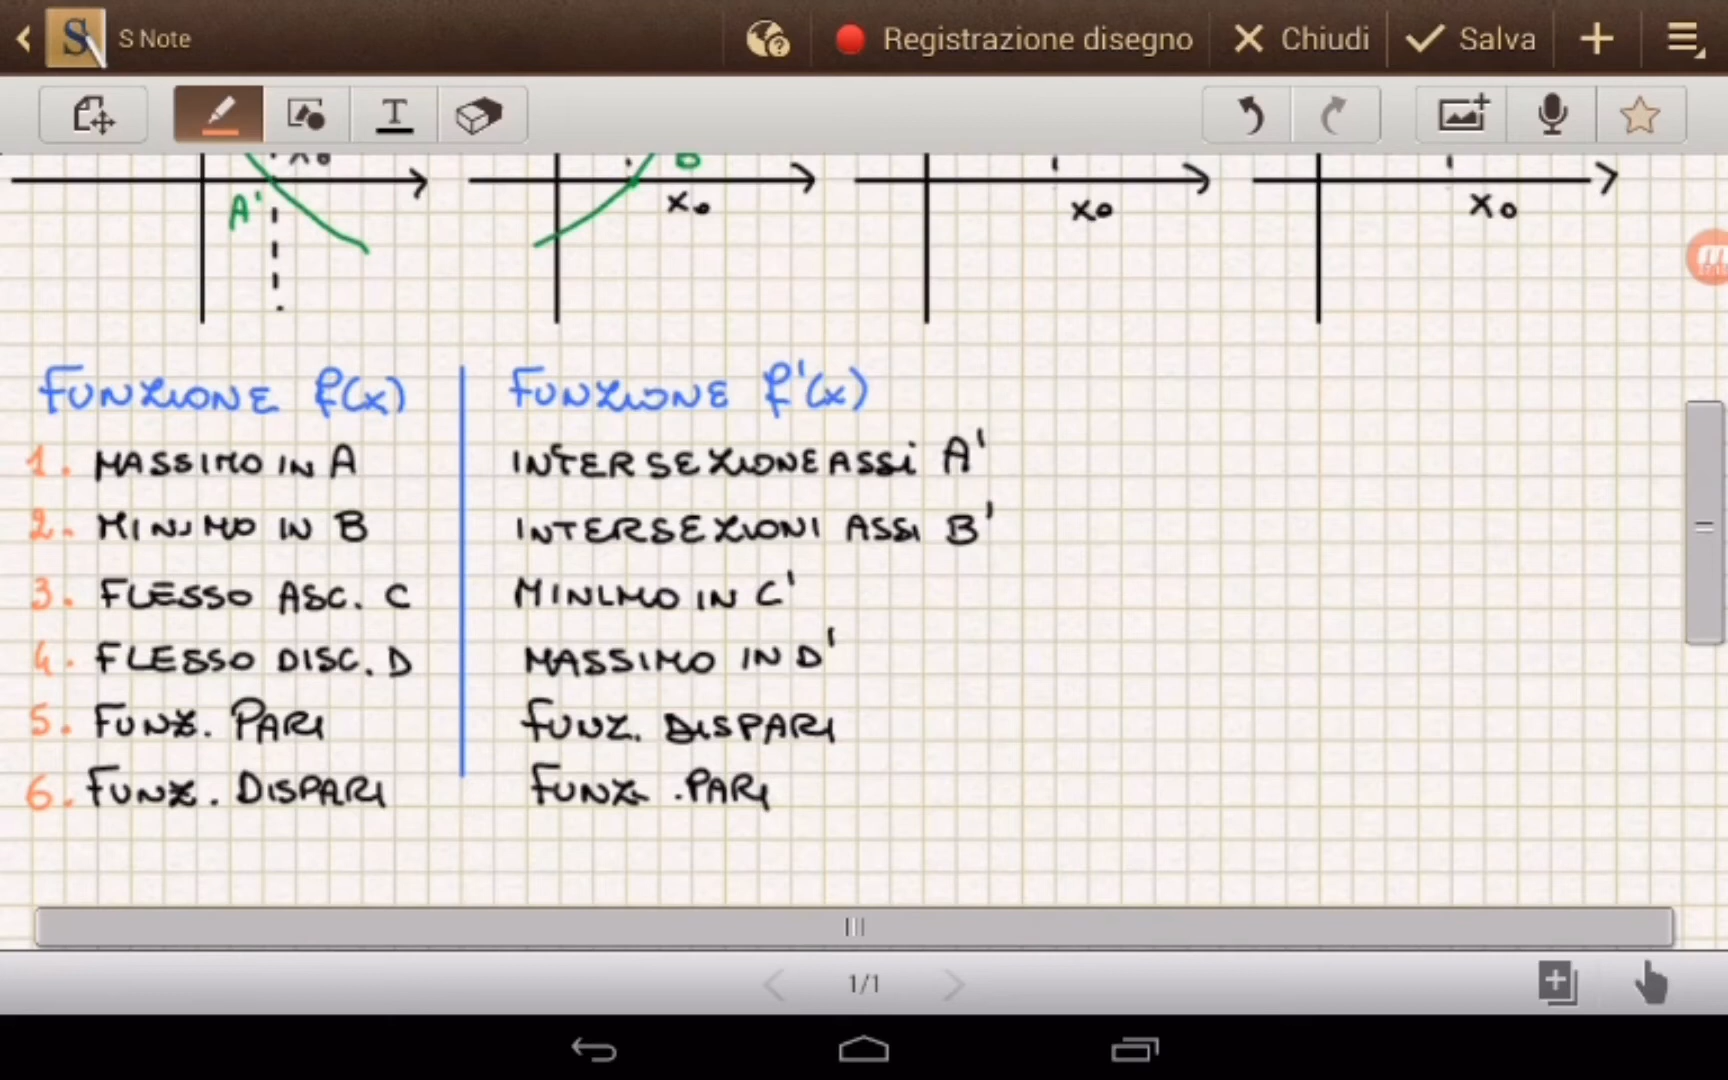 S Note Registrazione disegno Chiudi Salva
T
x₀ B
A' x₀ x₀ x₀
FUNZIONE f(x) FUNZIONE f'(x)
1. MASSIMO IN A INTERSEZIONE ASSI A'
2. MINIMO IN B INTERSEZIONI ASSI B'
3. FLESSO ASC. C MINIMO IN C'
4. FLESSO DISC. D MASSIMO IN D'
5. FUNZ. PARI FUNZ. DISPARI
6. FUNZ. DISPARI FUNZ. PARI
1/1